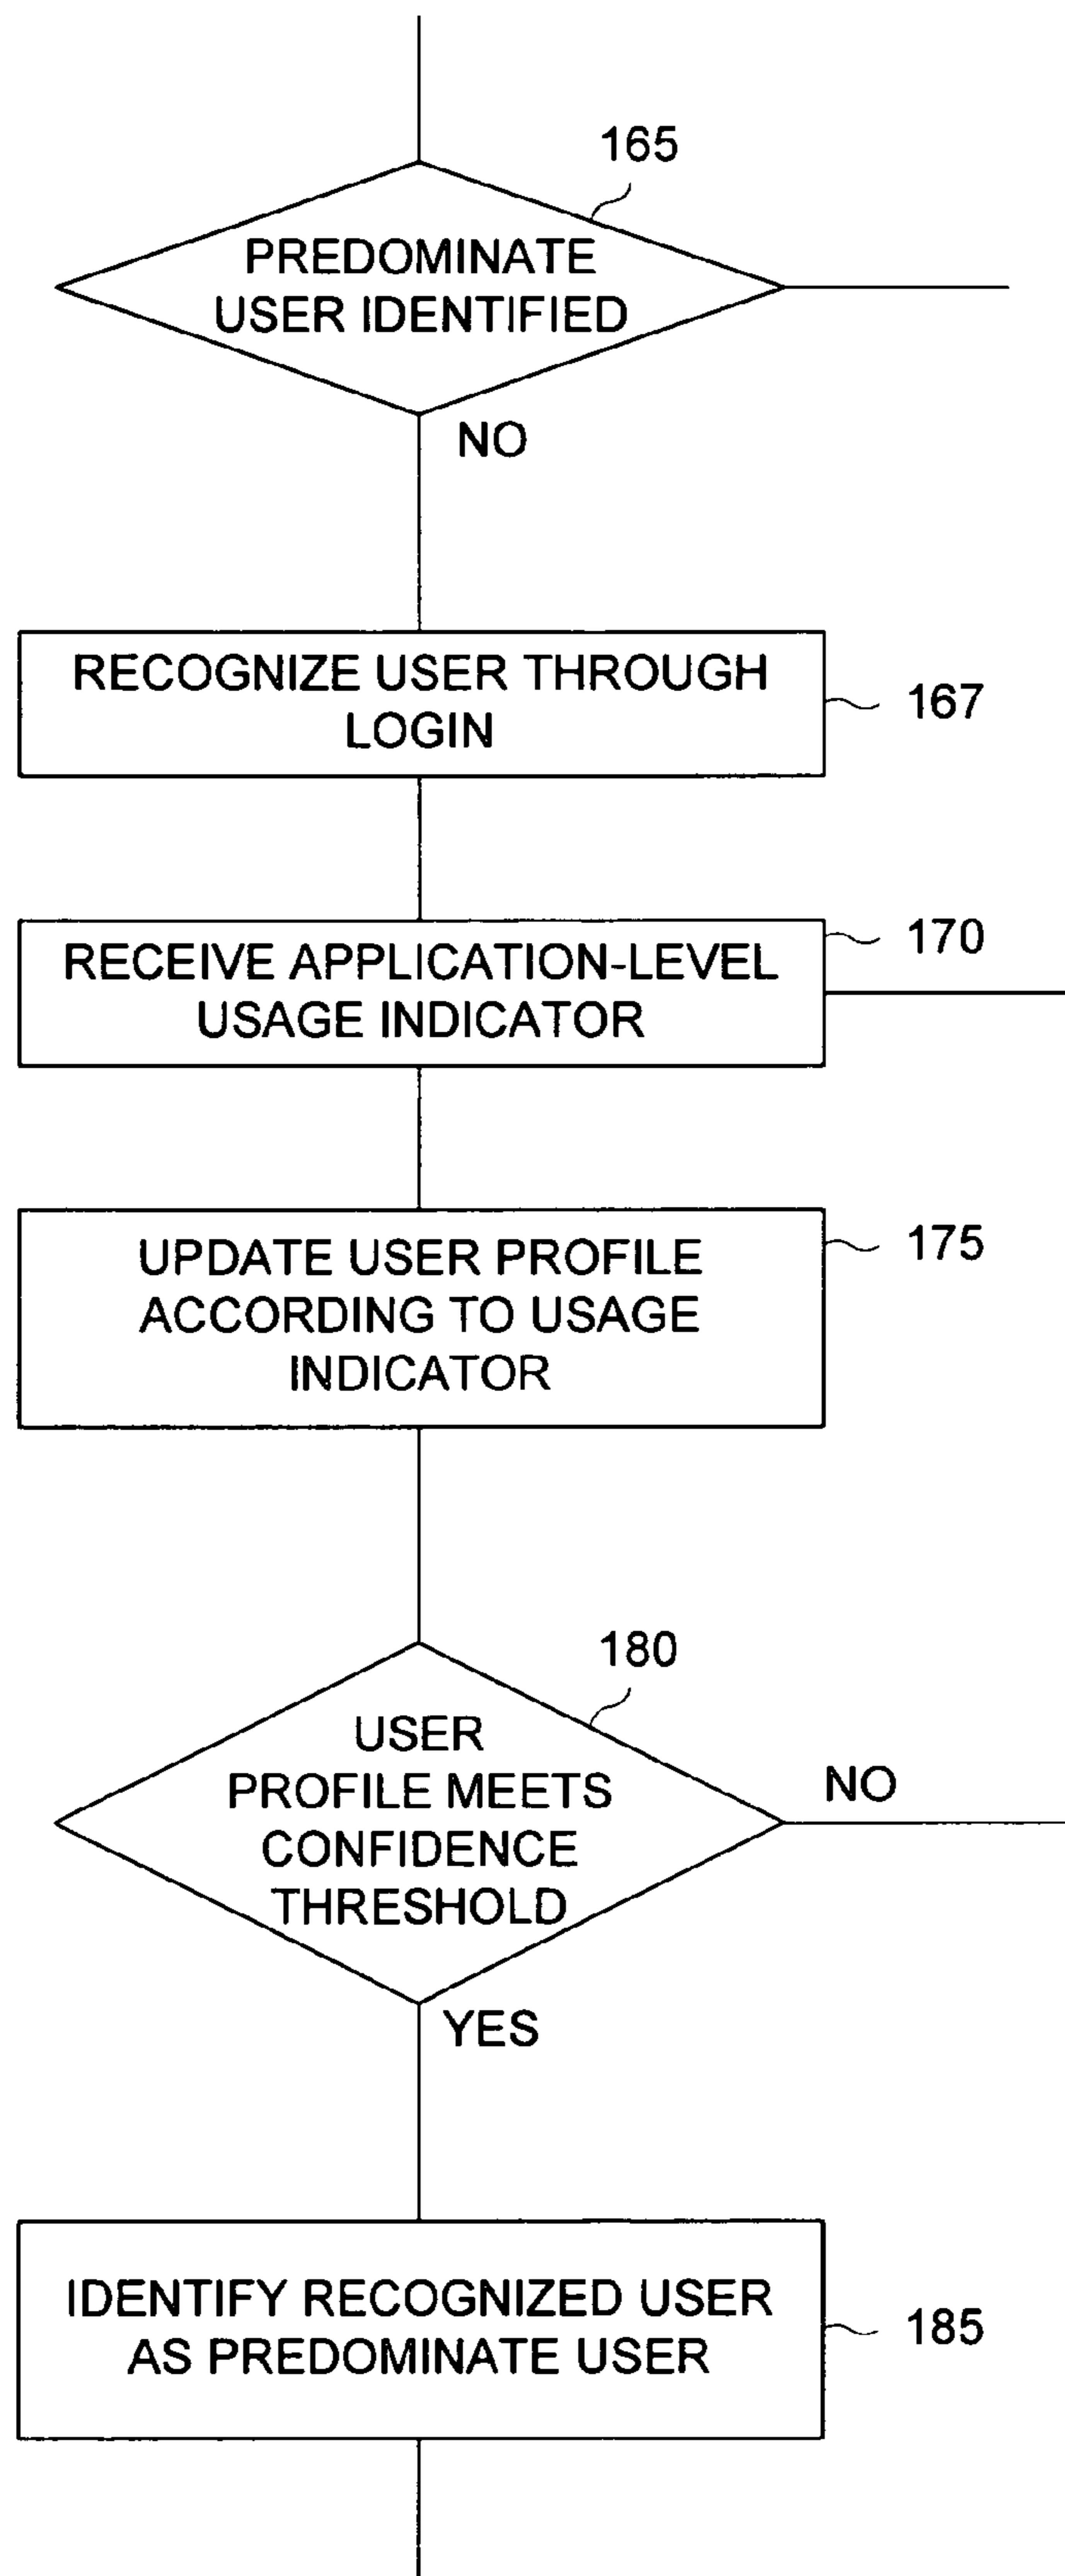 165
PREDOMINATE
USER IDENTIFIED
NO
RECOGNIZE USER THROUGH
LOGIN
167
RECEIVE APPLICATION-LEVEL
USAGE INDICATOR
170
UPDATE USER PROFILE
ACCORDING TO USAGE
INDICATOR
175
180
USER
PROFILE MEETS
CONFIDENCE
THRESHOLD
NO
YES
IDENTIFY RECOGNIZED USER
AS PREDOMINATE USER
185